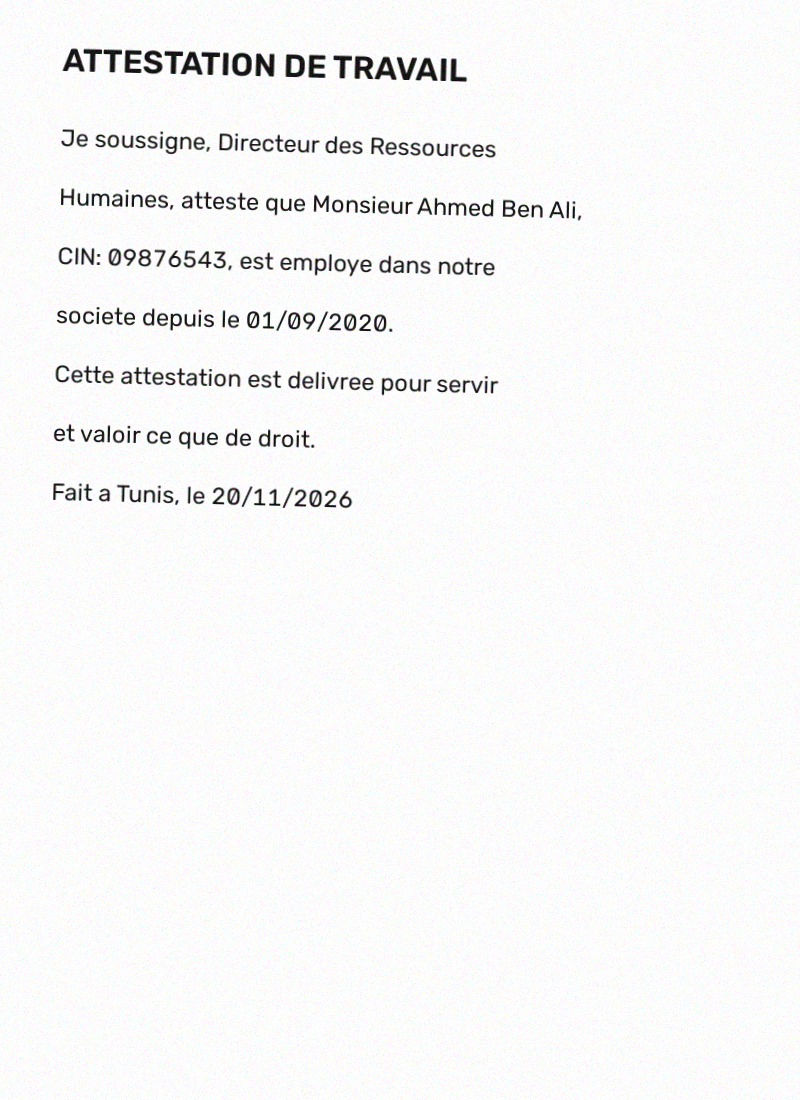 ATTESTATION DE TRAVAIL
Je soussigne, Directeur des Ressources
Humaines, atteste que Monsieur Ahmed Ben Ali,
CIN: 09876543, est employe dans notre
societe depuis le 01/09/2020.
Cette attestation est delivree pour servir
et valoir ce que de droit.
Fait a Tunis, le 20/11/2026